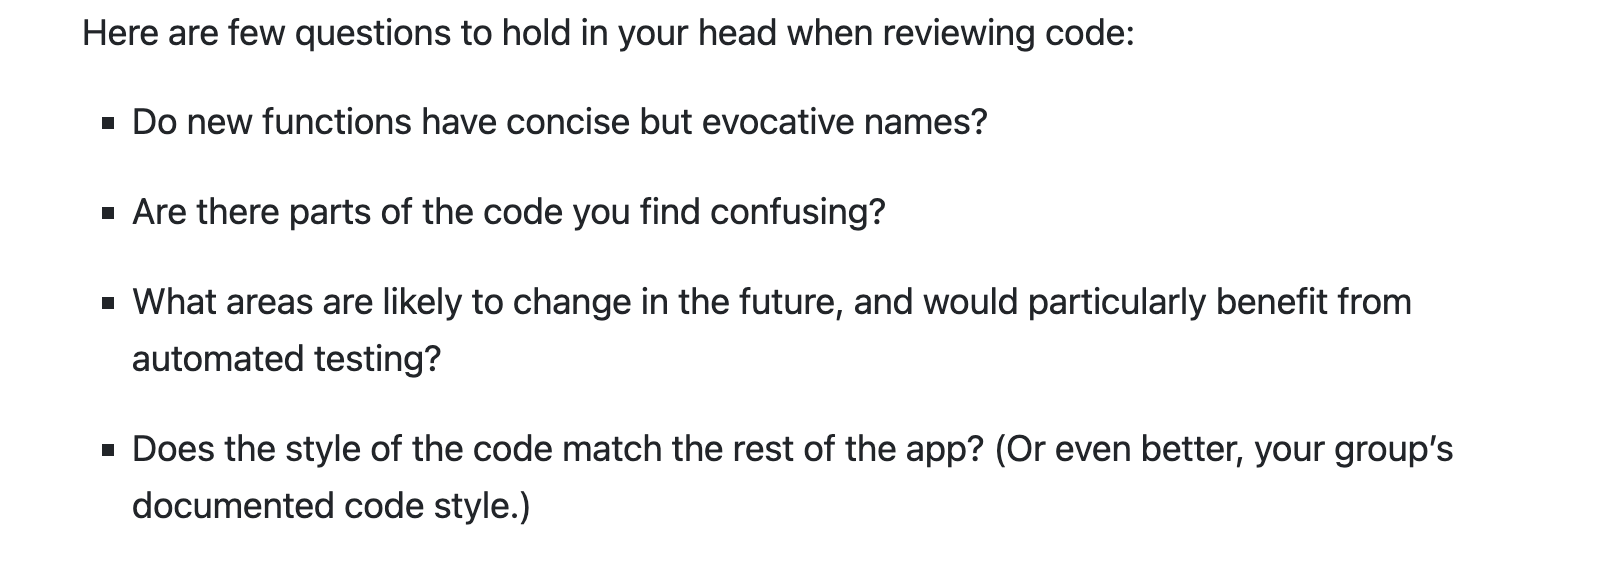 Here are few questions to hold in your head when reviewing code:
▪ Do new functions have concise but evocative names?
▪ Are there parts of the code you find confusing?
▪ What areas are likely to change in the future, and would particularly benefit from
automated testing?
▪ Does the style of the code match the rest of the app? (Or even better, your group’s
documented code style.)